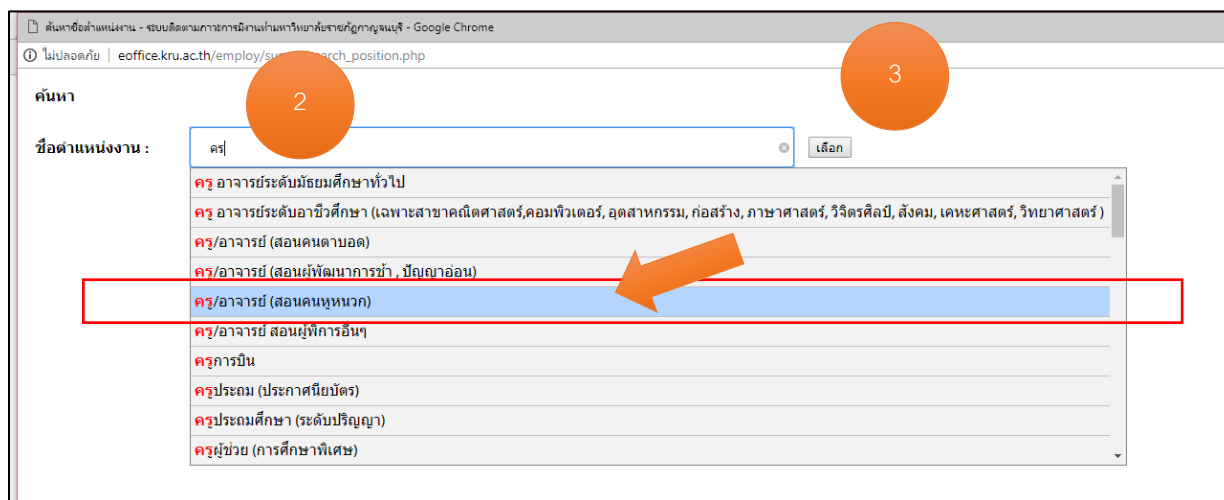 ค้นหาชื่อตำแหน่งงาน - ระบบติดตามภาวะการมีงานทำมหาวิทยาลัยราชภัฏกาญจนบุรี - Google Chrome
ไม่ปลอดภัย | eoffice.kru.ac.th/employ/ arch_position.php
3
ค้นหา
2
ชื่อตำแหน่งงาน :
คร
เลือก
ครู อาจารย์ระดับมัธยมศึกษาทั่วไป
ครู อาจารย์ระดับอาชีวศึกษา (เฉพาะสาขาคณิตศาสตร์,คอมพิวเตอร์, อุตสาหกรรม, ก่อสร้าง, ภาษาศาสตร์, วิจิตรศิลป์, สังคม, เคหะศาสตร์, วิทยาศาสตร์ )
ครู/อาจารย์ (สอนคนตาบอด)
ครู/อาจารย์ (สอนผู้พัฒนาการช้า , ปัญญาอ่อน)
ครู/อาจารย์ (สอนคนหูหนวก)
ครู/อาจารย์ สอนผู้พิการอื่นๆ
ครูการบิน
ครูประถม (ประกาศนียบัตร)
ครูประถมศึกษา (ระดับปริญญา)
ครูผู้ช่วย (การศึกษาพิเศษ)